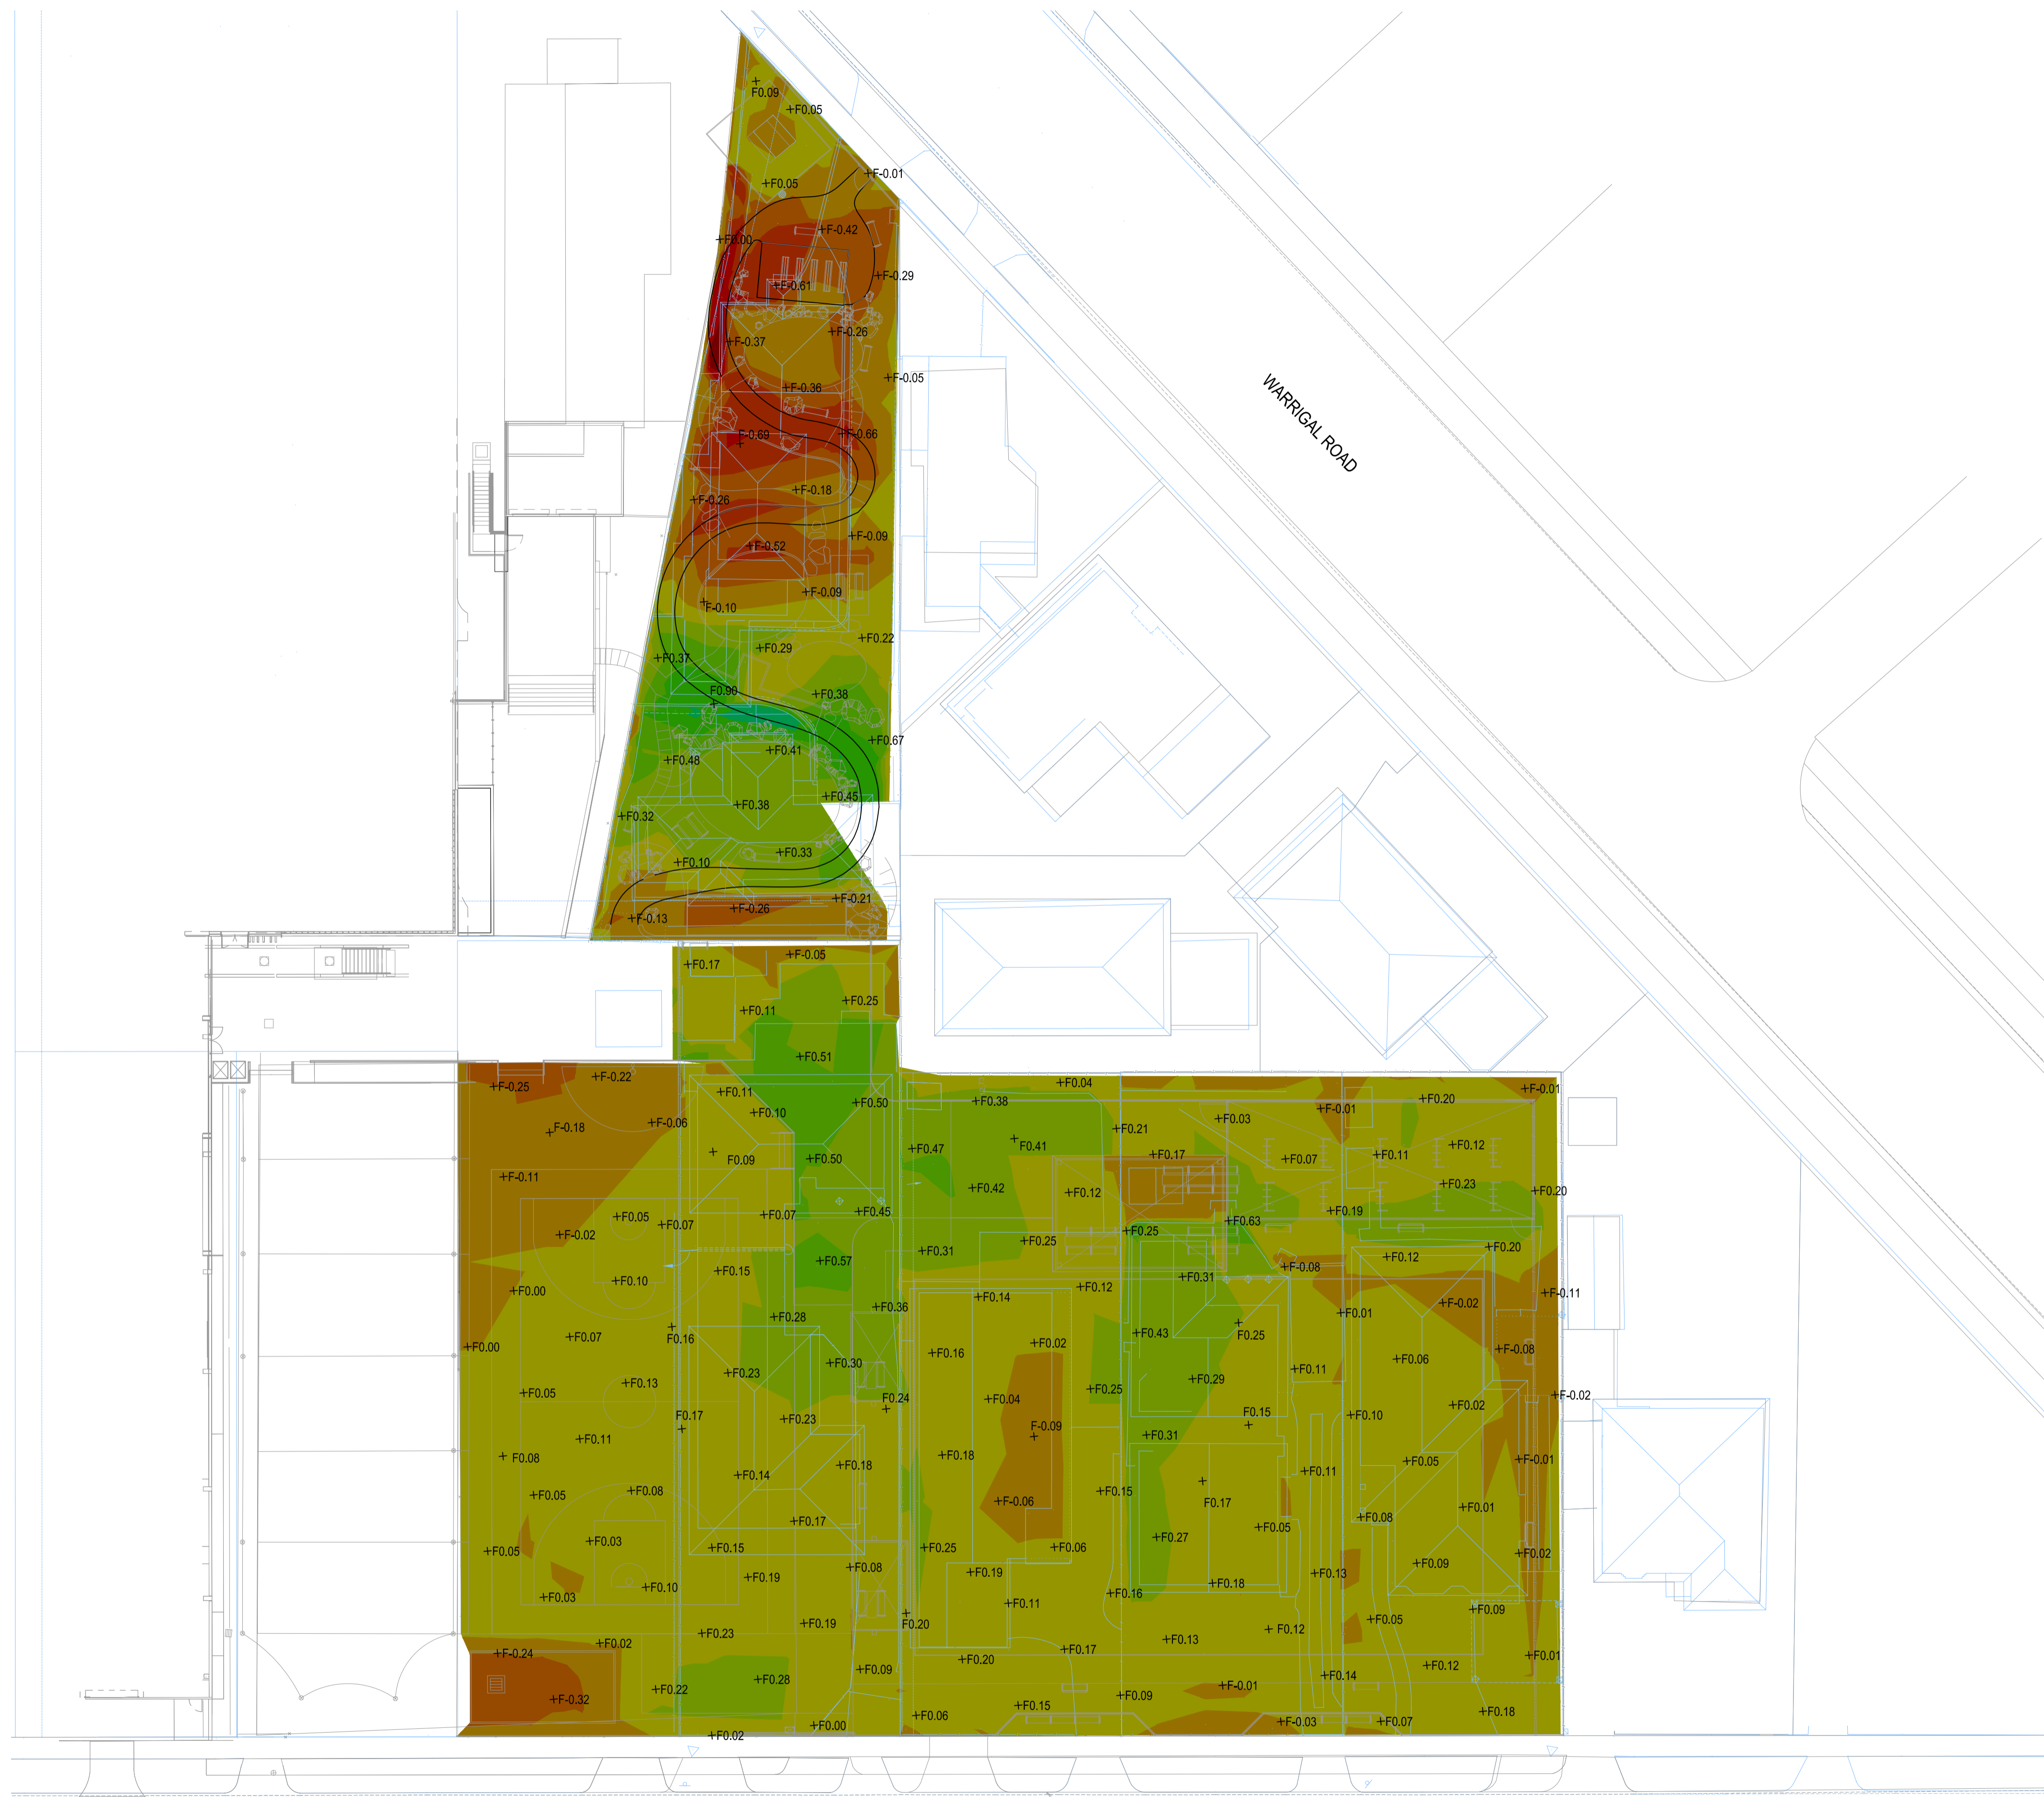 F0.09
F0.05
F-0.01
F0.05
F-0.42
F0.00
F-0.29
F-0.61
F-0.26
F-0.37
F-0.05
F-0.36
WARRIGAL ROAD
F-0.69
F-0.66
F-0.18
F-0.26
F-0.09
F-0.52
F-0.09
F-0.10
F0.22
F0.29
F0.37
F0.90
F0.38
F0.67
F0.41
F0.48
F0.45
F0.38
F0.32
F0.33
F0.10
F-0.21
F-0.26
F-0.13
F-0.05
F0.17
F0.25
F0.11
F0.51
F-0.22
F-0.25
F0.04
F-0.01
F0.11
F0.50
F0.38
F0.20
F0.10
F-0.01
F0.03
F-0.06
F-0.18
F0.21
F0.41
F0.12
F0.47
F0.09
F0.50
F0.17
F0.11
F0.07
F-0.11
F0.42
F0.12
F0.23
F0.20
F0.05
F0.07
F0.07
F0.45
F0.63
F0.19
F-0.02
F0.25
F0.25
F0.31
F0.57
F0.20
F0.12
F-0.08
F0.15
F0.10
F0.31
F0.00
F0.12
F0.14
F-0.11
F-0.02
F0.36
F0.28
F0.01
F0.16
F0.07
F0.43
F0.25
F0.00
F0.02
F-0.08
F0.16
F0.30
F0.06
F0.23
F0.11
F0.13
F0.29
F0.05
F0.25
F0.04
F0.24
F-0.02
F0.02
F0.17
F0.23
F0.15
F0.10
F0.11
F-0.09
F0.31
F0.08
F0.18
F0.18
F0.05
F-0.01
F0.14
F0.11
F0.05
F0.08
F0.15
F-0.06
F0.17
F0.01
F0.17
F0.08
F0.03
F0.27
F0.05
F0.05
F0.15
F0.25
F0.06
F0.02
F0.08
F0.09
F0.19
F0.19
F0.13
F0.10
F0.18
F0.03
F0.16
F0.11
F0.09
F0.20
F0.19
F0.05
F0.23
F0.12
F0.02
F0.13
F-0.24
F0.17
F0.20
F0.01
F0.09
F0.12
F0.28
F0.14
F0.22
F-0.01
F-0.32
F0.09
F0.15
F0.18
F0.06
F0.00
F-0.03
F0.07
F0.02